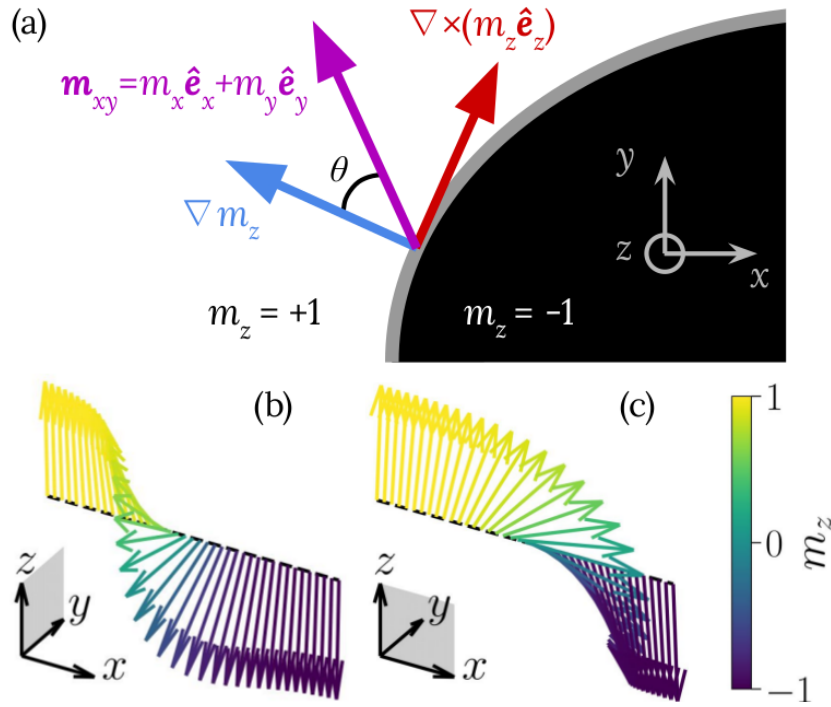 (a)
∇×(m_z ê_z)
m_xy=m_x ê_x+m_y ê_y
θ
∇m_z
y
z
x
m_z = +1
m_z = −1
(b)
(c)
1
0
−1
m_z
z
y
x
z
y
x